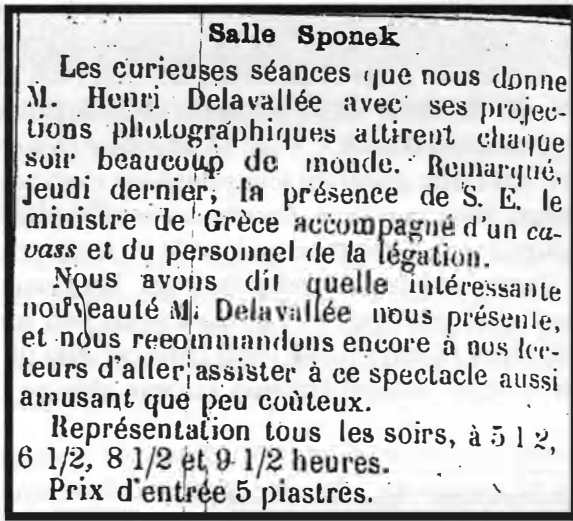 Salle Sponek
Les curieuses séances que nous donne
M. Henri Delavallée avec ses projec-
tions photographiques attirent chaque
soir beaucoup de monde. Remarqué,
jeudi dernier, la présence de S. E. le
ministre de Grèce accompagné d'un ca-
vass et du personnel de la légation.
Nous avons dit quelle intéressante
nouveauté M. Delavallée nous présente,
et nous recommandons encore à nos lec-
teurs d'aller assister à ce spectacle aussi
amusant que peu coûteux.
Représentation tous les soirs, à 5 1 2,
6 1/2, 8 1/2 et 9 1/2 heures.
Prix d'entrée 5 piastres.